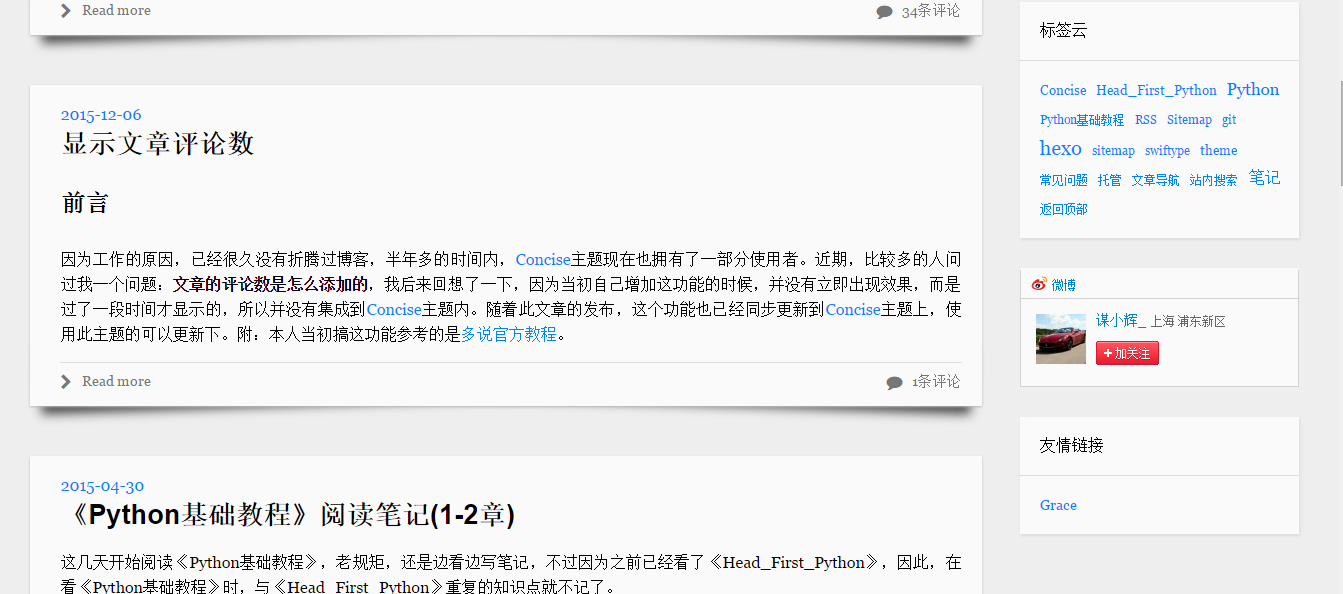 Read more
34条评论
2015-12-06
显示文章评论数
前言
因为工作的原因，已经很久没有折腾过博客，半年多的时间内，Concise主题现在也拥有了一部分使用者。近期，比较多的人问
过我一个问题：文章的评论数是怎么添加的，我后来回想了一下，因为当初自己增加这功能的时候，并没有立即出现效果，而是
过了一段时间才显示的，所以并没有集成到Concise主题内。随着此文章的发布，这个功能也已经同步更新到Concise主题上，使
用此主题的可以更新下。附：本人当初搞这功能参考的是多说官方教程。
Read more
1条评论
2015-04-30
《Python基础教程》阅读笔记(1-2章)
这几天开始阅读《Python基础教程》，老规矩，还是边看边写笔记，不过因为之前已经看了《Head_First_Python》，因此，在
看《Python基础教程》时，与《Head_First_Python》重复的知识点就不记了。
标签云
Concise Head_First_Python Python
Python基础教程 RSS Sitemap git
hexo sitemap swiftype theme
常见问题 托管 文章导航 站内搜索 笔记
返回顶部
微博
谋小辉_ 上海 浦东新区
+加关注
友情链接
Grace